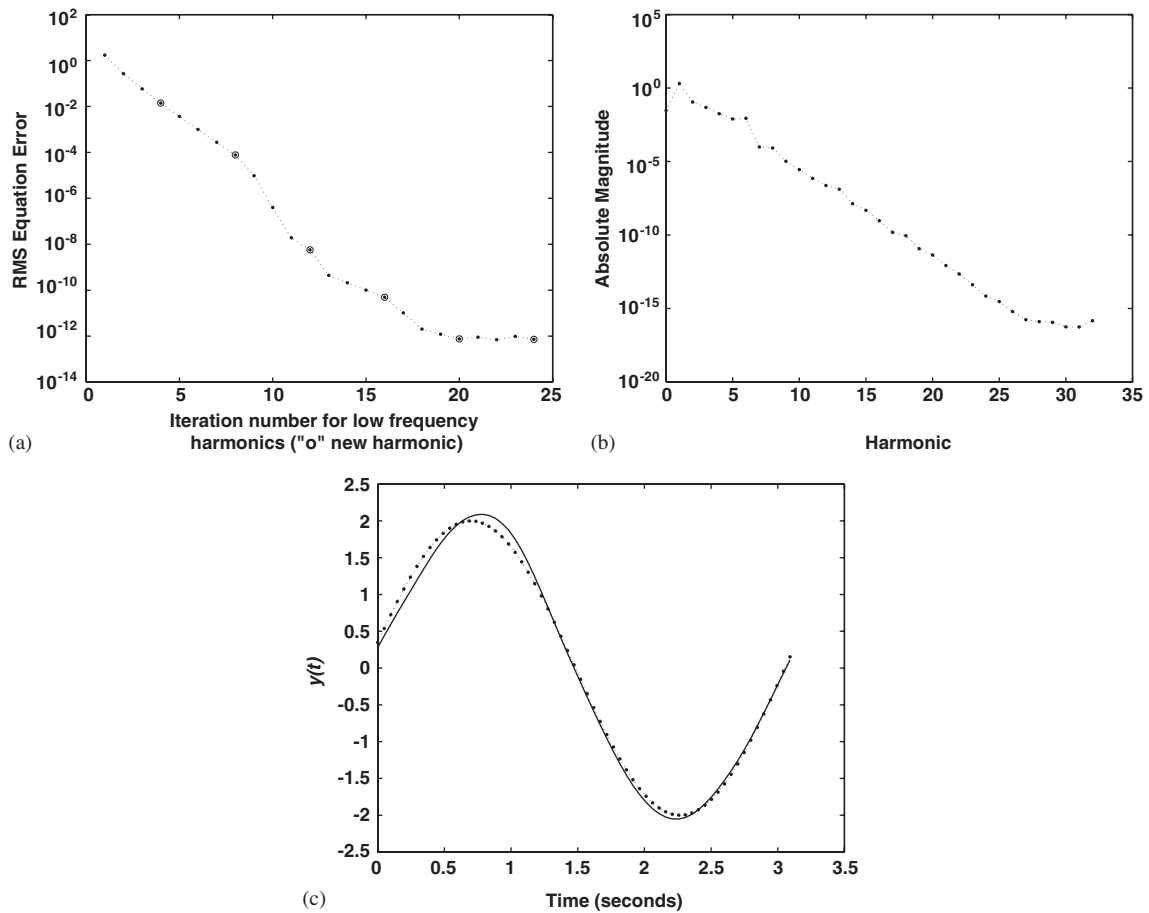 10^2
10^0
10^-2
10^-4
10^-6
10^-8
10^-10
10^-12
10^-14
RMS Equation Error
0 5 10 15 20 25
Iteration number for low frequency
harmonics ("o" new harmonic)
(a)
10^5
10^0
10^-5
10^-10
10^-15
10^-20
Absolute Magnitude
0 5 10 15 20 25 30 35
Harmonic
(b)
2.5
2
1.5
1
0.5
0
-0.5
-1
-1.5
-2
-2.5
y(t)
0 0.5 1 1.5 2 2.5 3 3.5
Time (seconds)
(c)